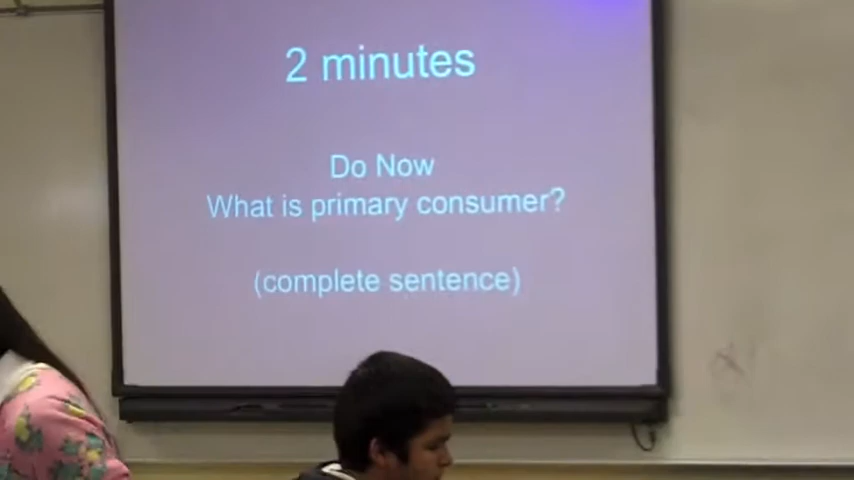 2 minutes
Do Now
What is primary consumer?
(complete sentence)